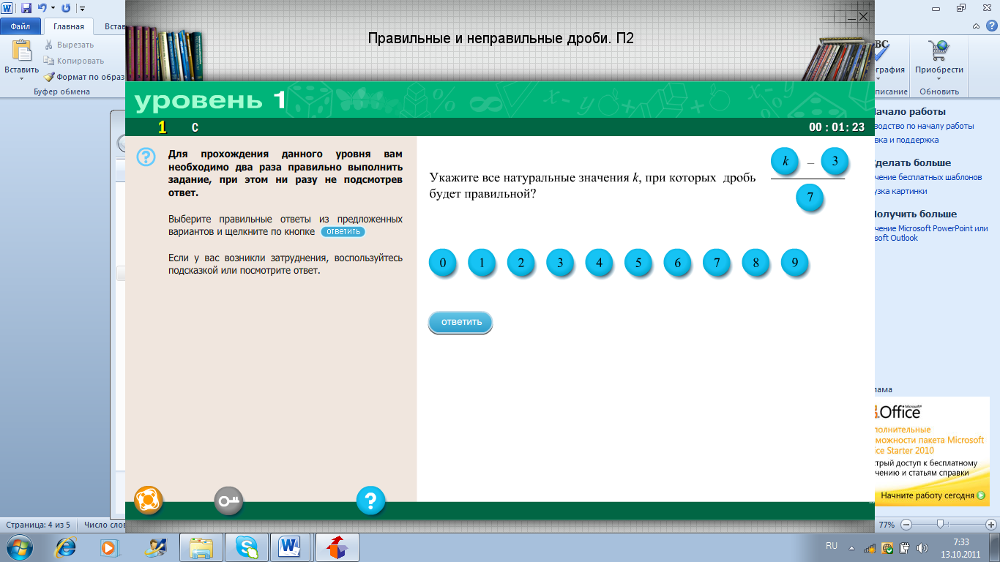 Файл
Главная
Встав
Вырезать
Копировать
Формат по образ
Вставить
Буфер обмена
Правильные и неправильные дроби. П2
ография
Приобрести
писание
Обновить
уровень 1
1 С
00 : 01: 23
Для прохождения данного уровня вам
необходимо два раза правильно выполнить
задание, при этом ни разу не подсмотрев
ответ.
Выберите правильные ответы из предложенных
вариантов и щелкните по кнопке ответить
Если у вас возникли затруднения, воспользуйтесь
подсказкой или посмотрите ответ.
Укажите все натуральные значения k, при которых дробь
будет правильной?
k – 3
7
0 1 2 3 4 5 6 7 8 9
ответить
?
Начало работы
водство по началу работы
вка и поддержка
Сделать больше
чение бесплатных шаблонов
узка картинки
Получить больше
чение Microsoft PowerPoint или
soft Outlook
лама
Microsoft
.Office
полнительные
зможности пакета Microsoft
ice Starter 2010
стрый доступ к бесплатному
чению и статьям справки
Начните работу сегодня
Страница: 4 из 5
Число слов
77%
RU
7:33
13.10.2011